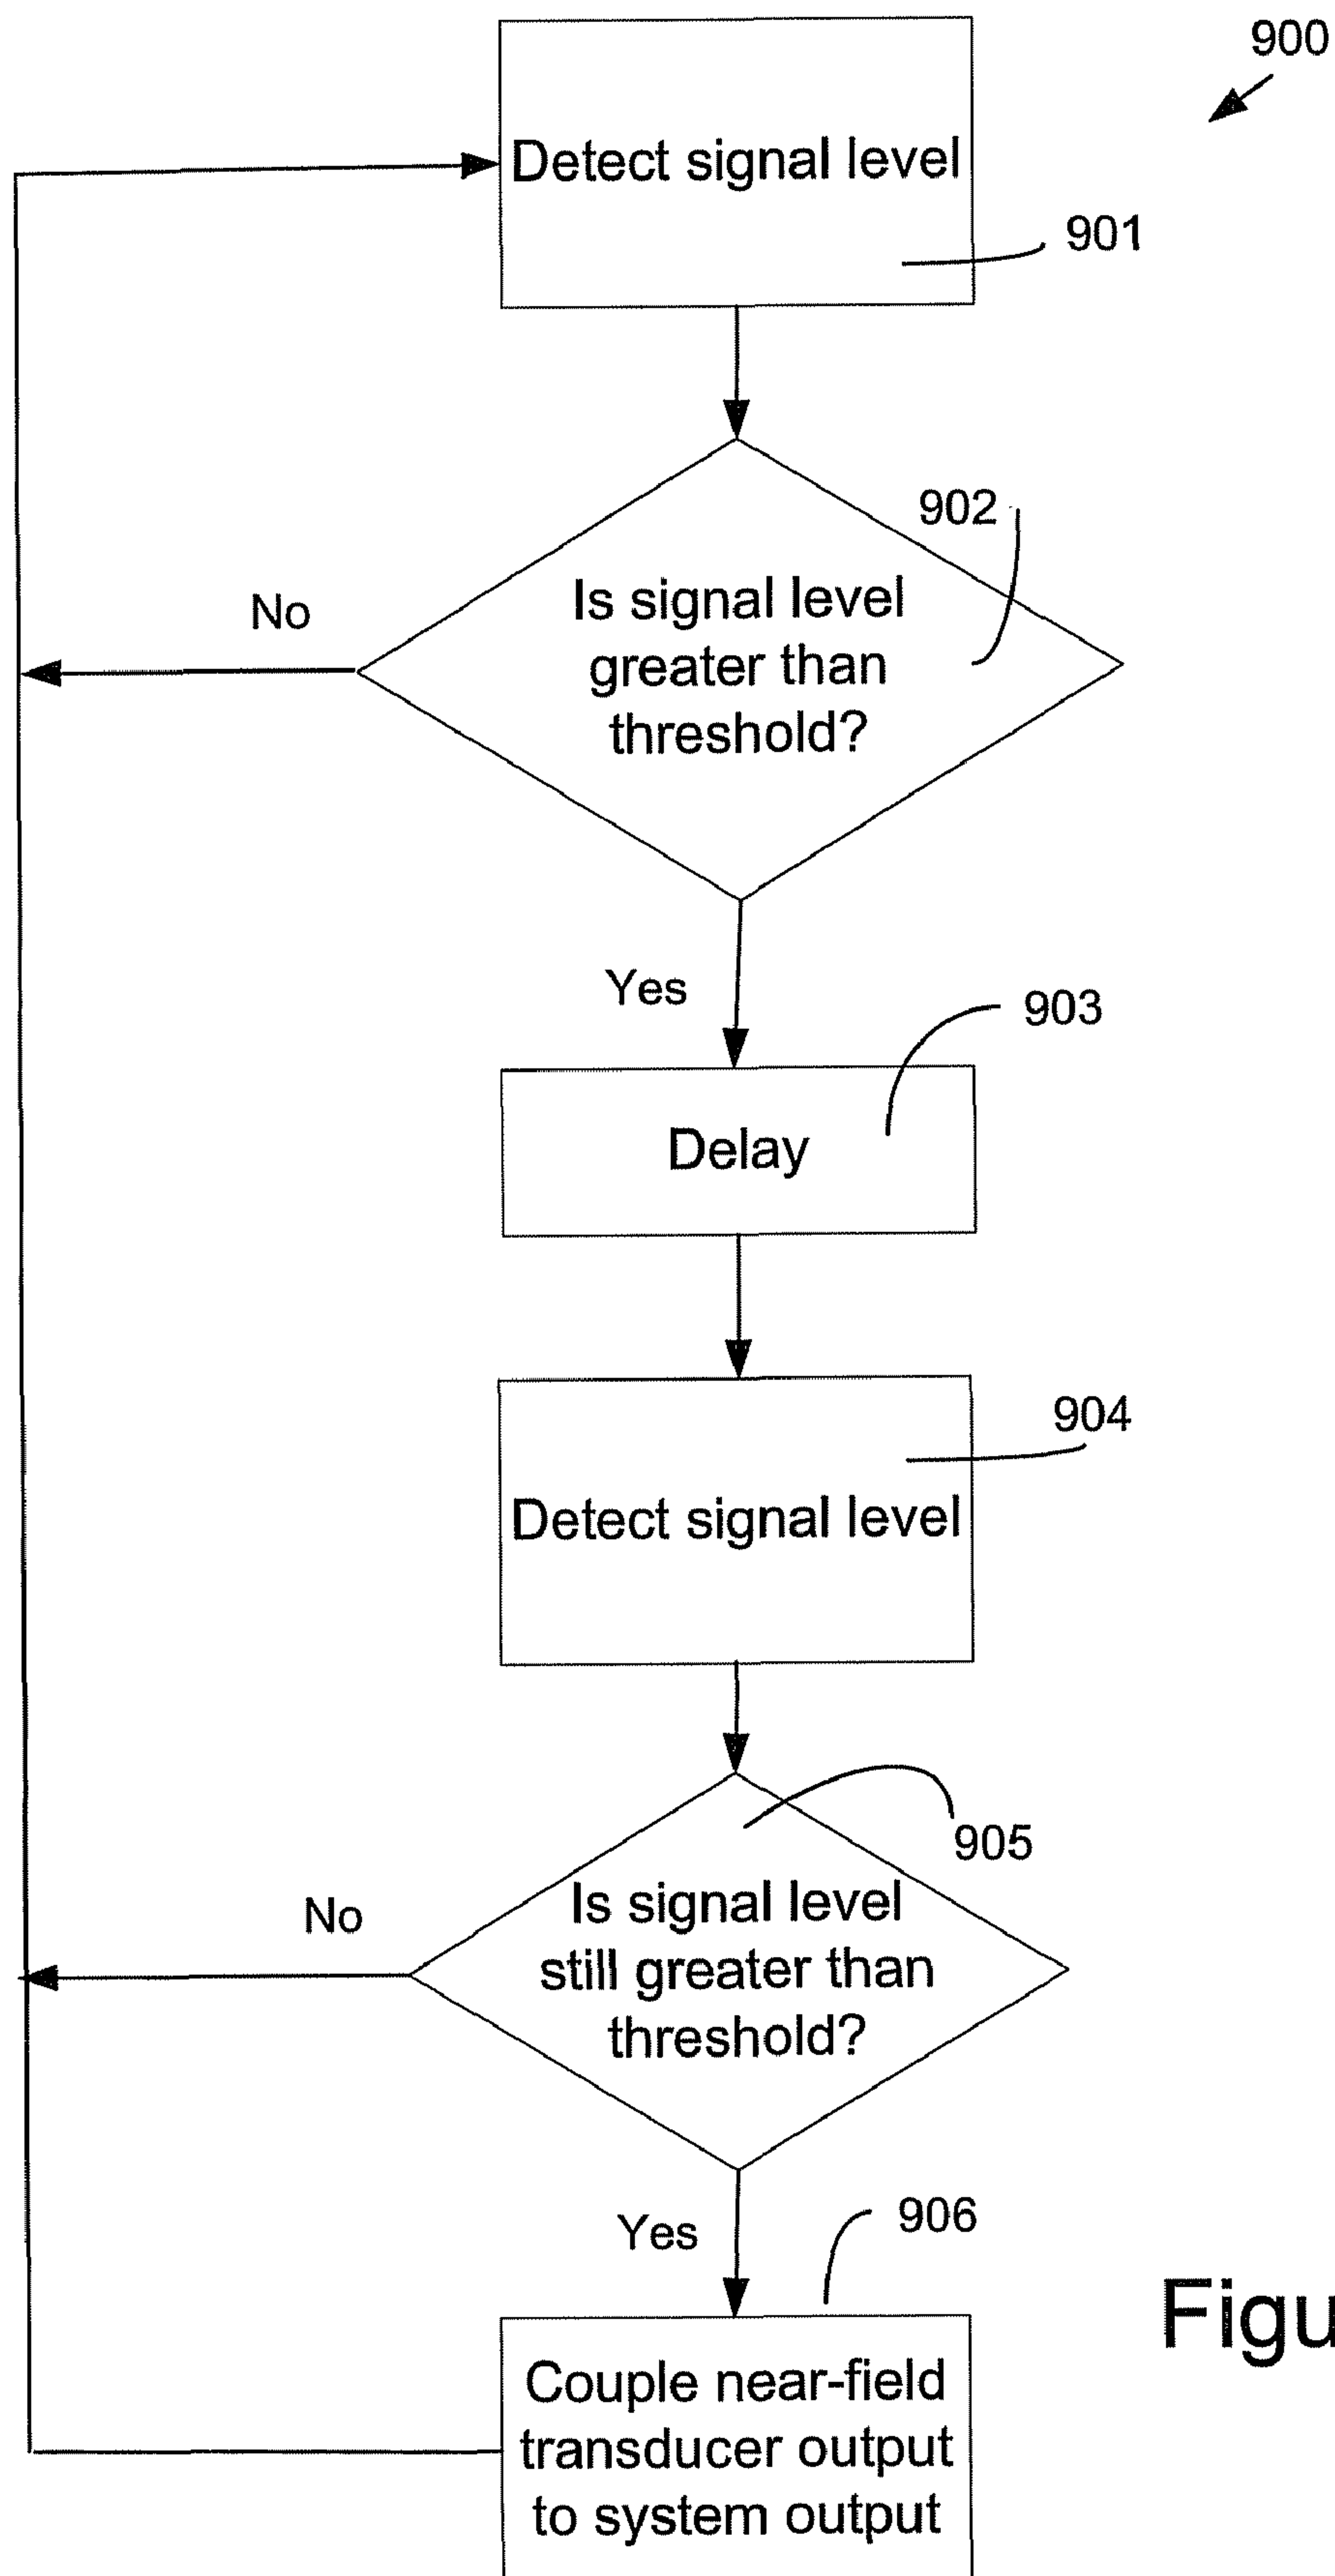 900
Detect signal level
901
902
Is signal level
greater than
threshold?
No
Yes
903
Delay
904
Detect signal level
905
Is signal level
still greater than
threshold?
No
Yes
906
Couple near-field
transducer output
to system output
Figu